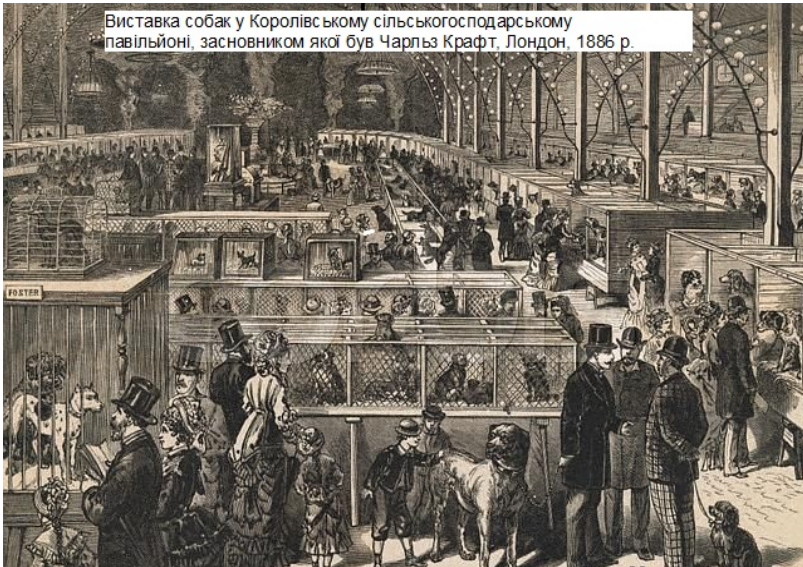 Виставка собак у Королівському сільськогосподарському
павільйоні, засновником якої був Чарльз Крафт, Лондон, 1886 р.
FOSTER